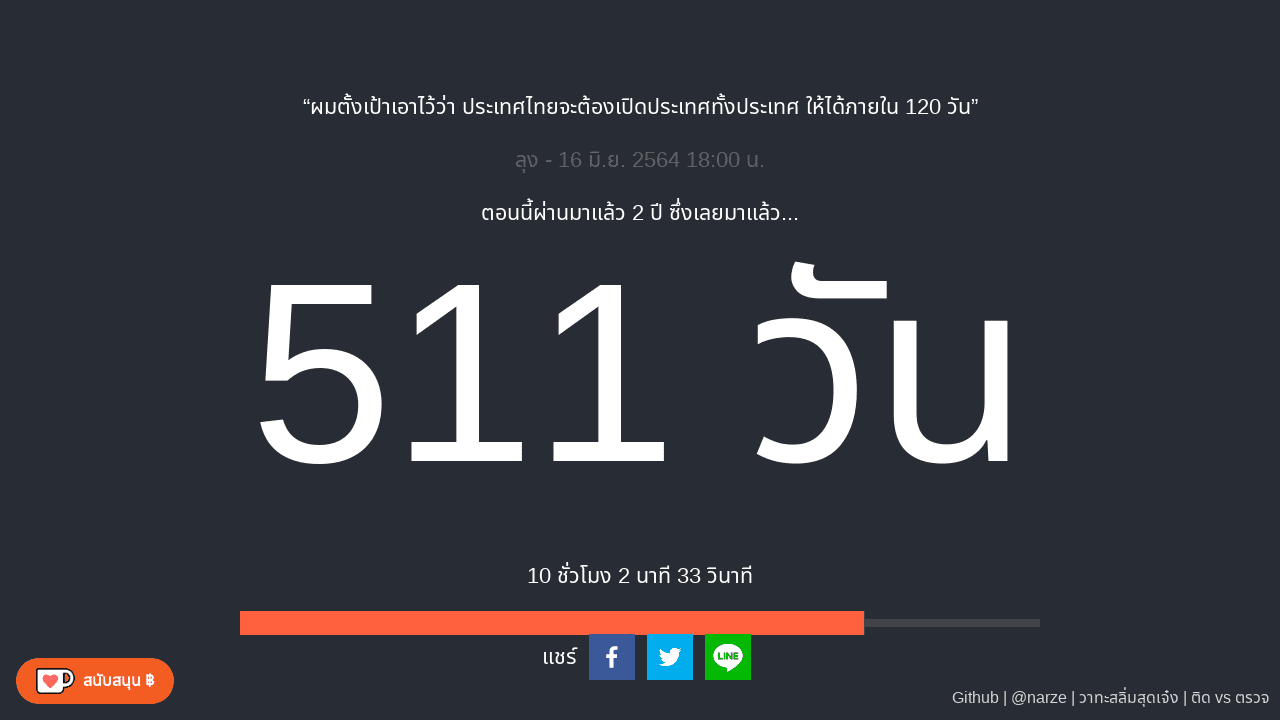 “ผมตั้งเป้าเอาไว้ว่า ประเทศไทยจะต้องเปิดประเทศทั้งประเทศ ให้ได้ภายใน 120 วัน”
ลุง - 16 มิ.ย. 2564 18:00 น.
ตอนนี้ผ่านมาแล้ว 2 ปี ซึ่งเลยมาแล้ว...
511 วัน
10 ชั่วโมง 2 นาที 33 วินาที
แชร์
LINE
สนับสนุน ฿
Github | @narze | วาทะสลิ่มสุดเจ๋ง | ติด vs ตรวจ